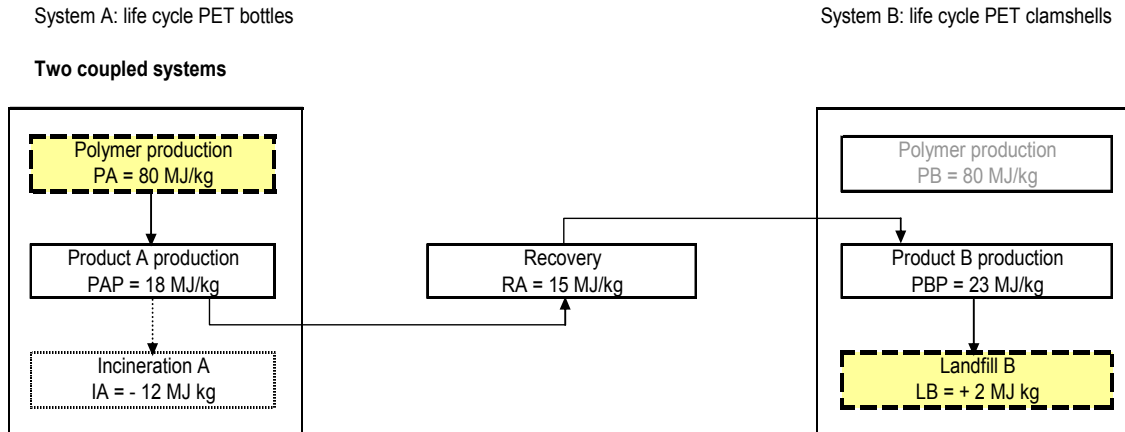 System A: life cycle PET bottles
System B: life cycle PET clamshells
Two coupled systems
Polymer production
PA = 80 MJ/kg
Polymer production
PB = 80 MJ/kg
Product A production
PAP = 18 MJ/kg
Recovery
RA = 15 MJ/kg
Product B production
PBP = 23 MJ/kg
Incineration A
IA = - 12 MJ kg
Landfill B
LB = + 2 MJ kg